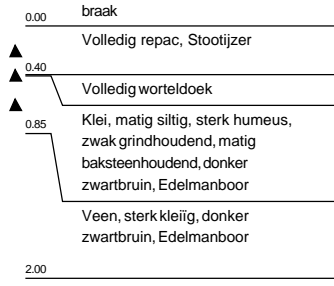 0.00
braak
Volledig repac, Stootijzer
0.40
Volledig worteldoek
Klei, matig siltig, sterk humeus,
0.85
zwak grindhoudend, matig
baksteenhoudend, donker
zwartbruin, Edelmanboor
Veen, sterk kleiïg, donker
zwartbruin, Edelmanboor
2.00